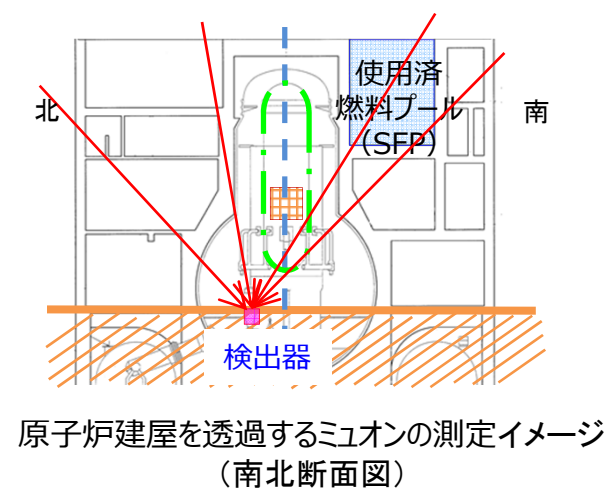 使用済
燃料プール
（SFP）
北
南
検出器
原子炉建屋を透過するミュオンの測定イメージ
（南北断面図）